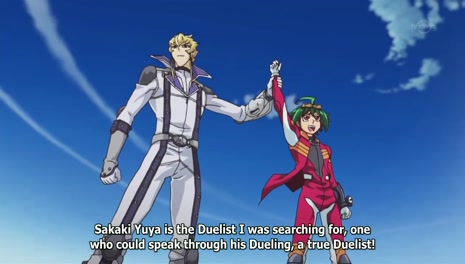 Sakaki Yuya is the Duelist I was searching for, one
who could speak through his Dueling, a true Duelist!